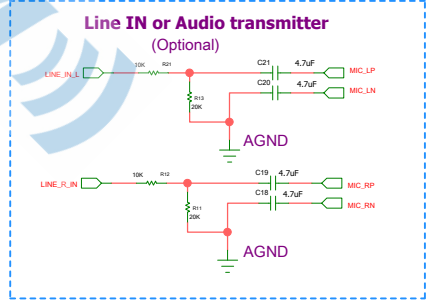 Line IN or Audio transmitter
(Optional)
C21 4.7uF
10K R21
LINE_IN_L
MIC_LP
C20 4.7uF
MIC_LN
R13
20K
AGND
C19 4.7uF
10K R12
LINE_R_IN
MIC_RP
C18 4.7uF
MIC_RN
R11
20K
AGND